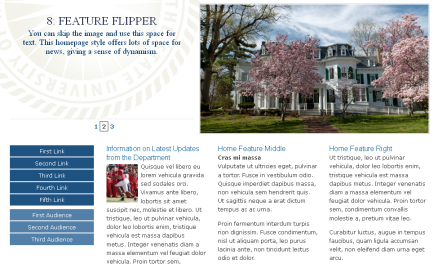 8: FEATURE FLIPPER
You can skip the image and use this space for
text. This homepage style offers lots of space for
news, giving a sense of dynamism.
1 2 3
First Link
Second Link
Third Link
Fourth Link
Fifth Link
First Audience
Second Audience
Third Audience
Information on Latest Updates
from the Department
Quisque vel libero eu
lorem vehicula gravida
sed sodales orci.
Vivamus ante libero,
lobortis sit amet
suscipit nec, molestie et libero. Ut
tristique, leo ut pulvinar vehicula,
dolor leo lobortis enim, tristique
vehicula est massa dapibus
metus. Integer venenatis diam a
massa elementum vel feugiat dolor
vehicula. Proin tortor sem,
Home Feature Middle
Cras mi massa
Vulputate ut ultricies eget, pulvinar
a tortor. Fusce in vestibulum odio.
Quisque imperdiet dapibus massa,
non vehicula sem hendrerit quis.
Ut sagittis neque a erat dictum
tempus ac as urna.
Proin fermentum interdum turpis
non dignissim. Fusce condimentum,
nisl ut aliquam porta, leo purus
lacinia ante, non tincidunt lectus
odio et dolor.
Home Feature Right
Ut tristique, leo ut pulvinar
vehicula, dolor leo lobortis enim,
tristique vehicula est massa
dapibus metus. Integer venenatis
diam a massa elementum vel
feugiat dolor vehicula. Proin tortor
sem, condimentum convallis
molestie a, pretium vitae leo.
Curabitur luctus, augue in tempus
faucibus, quam ligula accumsan
velit, non eleifend diam urna eget
arcu.